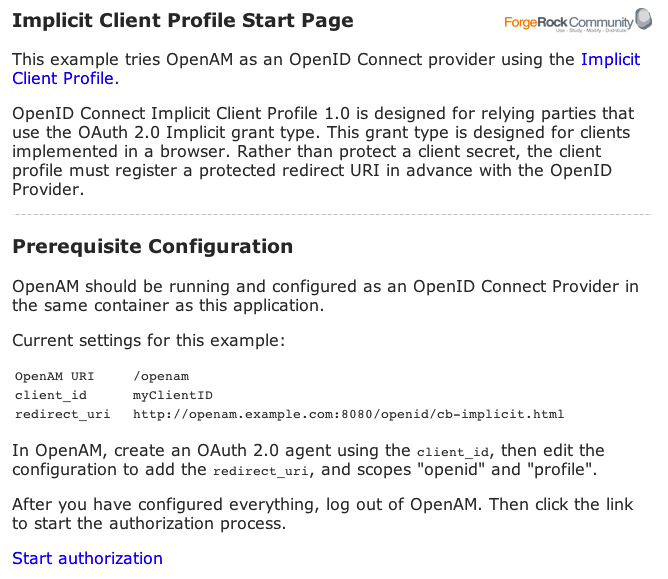 Implicit Client Profile Start Page
ForgeRock Community
Use - Study - Modify - Distribute
This example tries OpenAM as an OpenID Connect provider using the Implicit
Client Profile.
OpenID Connect Implicit Client Profile 1.0 is designed for relying parties that
use the OAuth 2.0 Implicit grant type. This grant type is designed for clients
implemented in a browser. Rather than protect a client secret, the client
profile must register a protected redirect URI in advance with the OpenID
Provider.
Prerequisite Configuration
OpenAM should be running and configured as an OpenID Connect Provider in
the same container as this application.
Current settings for this example:
OpenAM URI /openam
client_id myClientID
redirect_uri http://openam.example.com:8080/openid/cb-implicit.html
In OpenAM, create an OAuth 2.0 agent using the client_id, then edit the
configuration to add the redirect_uri, and scopes "openid" and "profile".
After you have configured everything, log out of OpenAM. Then click the link
to start the authorization process.
Start authorization